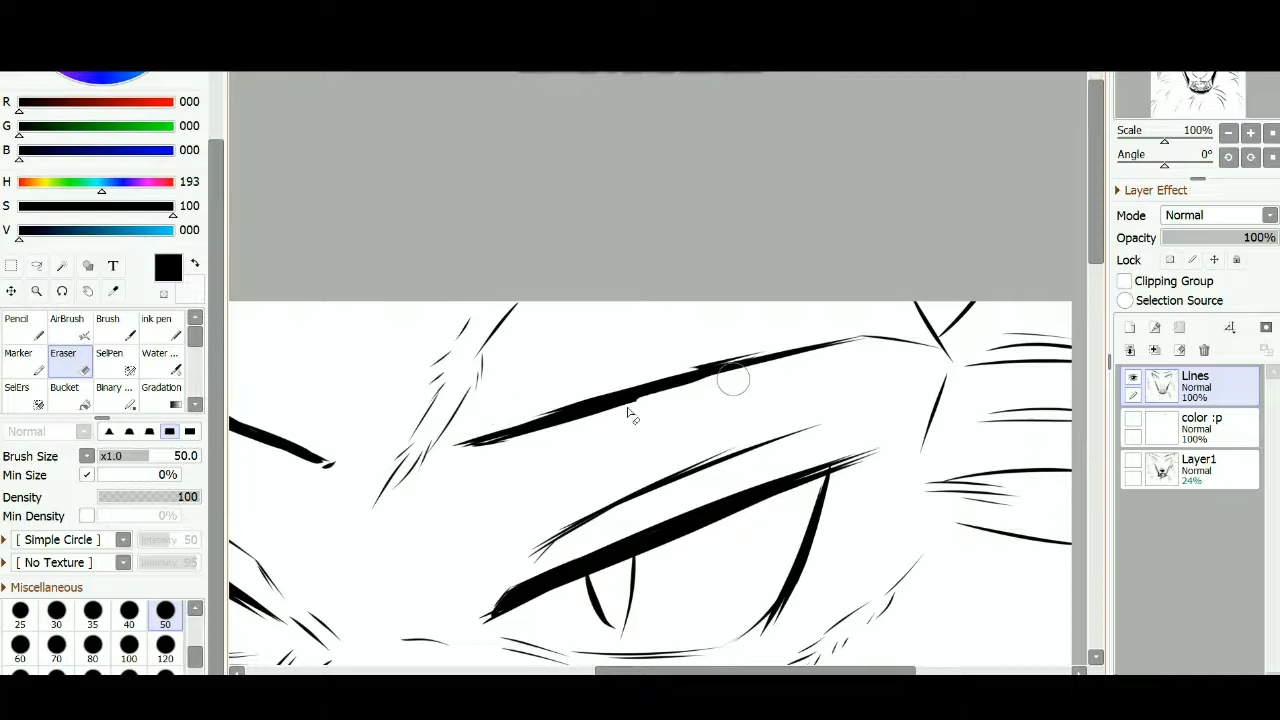 R 000
G 000
B 000
H 193
S 100
V 000
T
Pencil AirBrush Brush ink pen
Marker Eraser SelPen Water ...
SelErs Bucket Binary ... Gradation
Normal
Brush Size x1.0 50.0
Min Size 0%
Density 100
Min Density 0%
[ Simple Circle ] Intensity 50
[ No Texture ] Intensity 95
Miscellaneous
25 30 35 40 50
60 70 80 100 120
Scale 100%
Angle 0°
Layer Effect
Mode Normal
Opacity 100%
Lock
Clipping Group
Selection Source
Lines
Normal
100%
color :p
Normal
100%
Layer1
Normal
24%